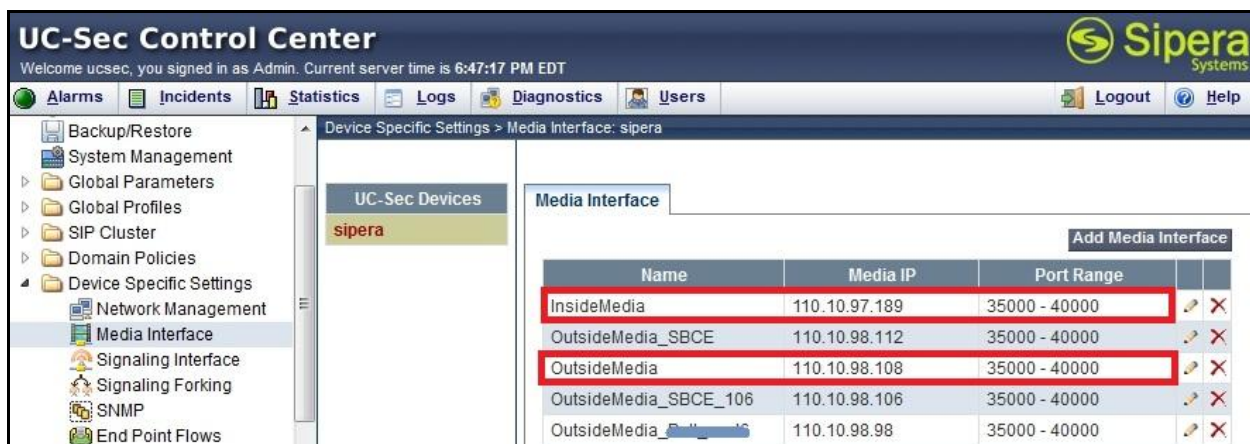 UC-Sec Control Center
Sipera
Systems
Welcome ucsec, you signed in as Admin. Current server time is 6:47:17 PM EDT
Alarms Incidents Statistics Logs Diagnostics Users Logout Help
Backup/Restore
System Management
Global Parameters
Global Profiles
SIP Cluster
Domain Policies
Device Specific Settings
Network Management
Media Interface
Signaling Interface
Signaling Forking
SNMP
End Point Flows
Device Specific Settings > Media Interface: sipera
UC-Sec Devices
sipera
Media Interface
Add Media Interface
Name Media IP Port Range
InsideMedia 110.10.97.189 35000 - 40000
OutsideMedia_SBCE 110.10.98.112 35000 - 40000
OutsideMedia 110.10.98.108 35000 - 40000
OutsideMedia_SBCE_106 110.10.98.106 35000 - 40000
110.10.98.98 35000 - 40000